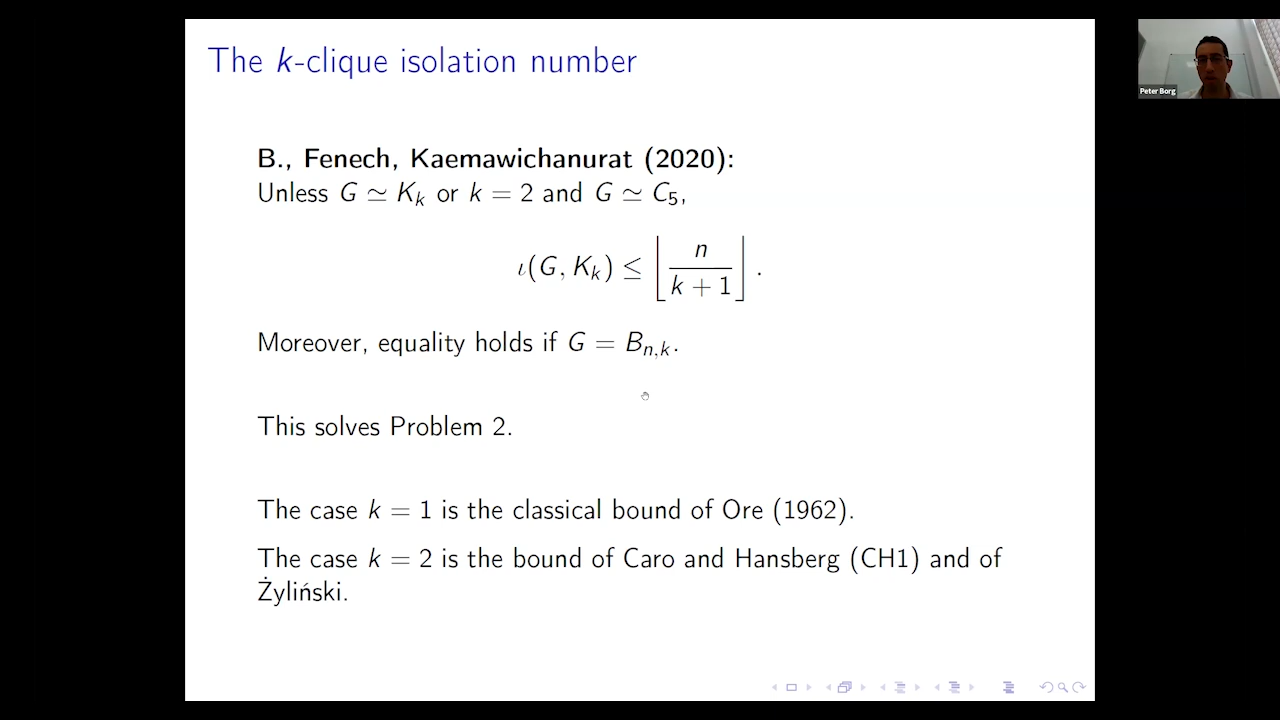 The k-clique isolation number
B., Fenech, Kaemawichanurat (2020):
Unless G ≃ K_k or k = 2 and G ≃ C_5,
ι(G, K_k) ≤ ⌊ n / (k + 1) ⌋ .
Moreover, equality holds if G = B_{n,k}.
This solves Problem 2.
The case k = 1 is the classical bound of Ore (1962).
The case k = 2 is the bound of Caro and Hansberg (CH1) and of
Żyliński.
Peter Borg